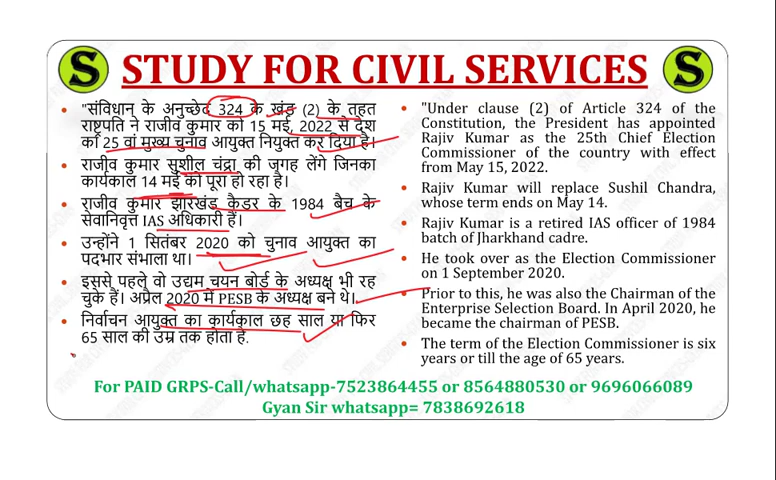 S STUDY FOR CIVIL SERVICES S
• "संविधान के अनुच्छेद 324 के खंड (2) के तहत
राष्ट्रपति ने राजीव कुमार को 15 मई, 2022 से देश
का 25 वां मुख्य चुनाव आयुक्त नियुक्त कर दिया है।
• राजीव कुमार सुशील चंद्रा की जगह लेंगे जिनका
कार्यकाल 14 मई को पूरा हो रहा है।
• राजीव कुमार झारखंड कैडर के 1984 बैच के
सेवानिवृत्त IAS अधिकारी हैं।
• उन्होंने 1 सितंबर 2020 को चुनाव आयुक्त का
पदभार संभाला था।
• इससे पहले वो उद्यम चयन बोर्ड के अध्यक्ष भी रह
चुके हैं। अप्रैल 2020 में PESB के अध्यक्ष बने थे।
• निर्वाचन आयुक्त का कार्यकाल छह साल या फिर
65 साल की उम्र तक होता है.
• "Under clause (2) of Article 324 of the
Constitution, the President has appointed
Rajiv Kumar as the 25th Chief Election
Commissioner of the country with effect
from May 15, 2022.
• Rajiv Kumar will replace Sushil Chandra,
whose term ends on May 14.
• Rajiv Kumar is a retired IAS officer of 1984
batch of Jharkhand cadre.
• He took over as the Election Commissioner
on 1 September 2020.
• Prior to this, he was also the Chairman of the
Enterprise Selection Board. In April 2020, he
became the chairman of PESB.
• The term of the Election Commissioner is six
years or till the age of 65 years.
For PAID GRPS-Call/whatsapp-7523864455 or 8564880530 or 9696066089
Gyan Sir whatsapp= 7838692618